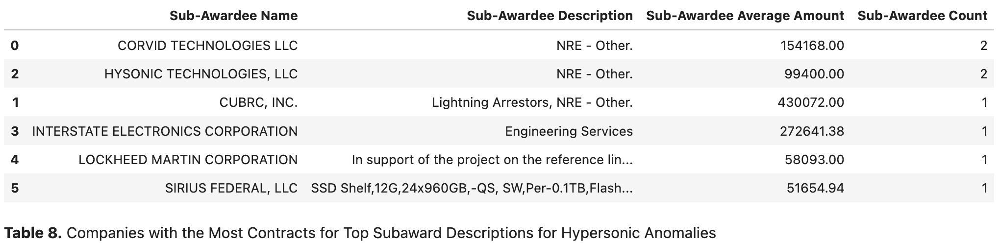 Sub-Awardee Name Sub-Awardee Description Sub-Awardee Average Amount Sub-Awardee Count
0 CORVID TECHNOLOGIES LLC NRE - Other. 154168.00 2
2 HYSONIC TECHNOLOGIES, LLC NRE - Other. 99400.00 2
1 CUBRC, INC. Lightning Arrestors, NRE - Other. 430072.00 1
3 INTERSTATE ELECTRONICS CORPORATION Engineering Services 272641.38 1
4 LOCKHEED MARTIN CORPORATION In support of the project on the reference lin... 58093.00 1
5 SIRIUS FEDERAL, LLC SSD Shelf,12G,24x960GB,-QS, SW,Per-0.1TB,Flash... 51654.94 1
Table 8. Companies with the Most Contracts for Top Subaward Descriptions for Hypersonic Anomalies